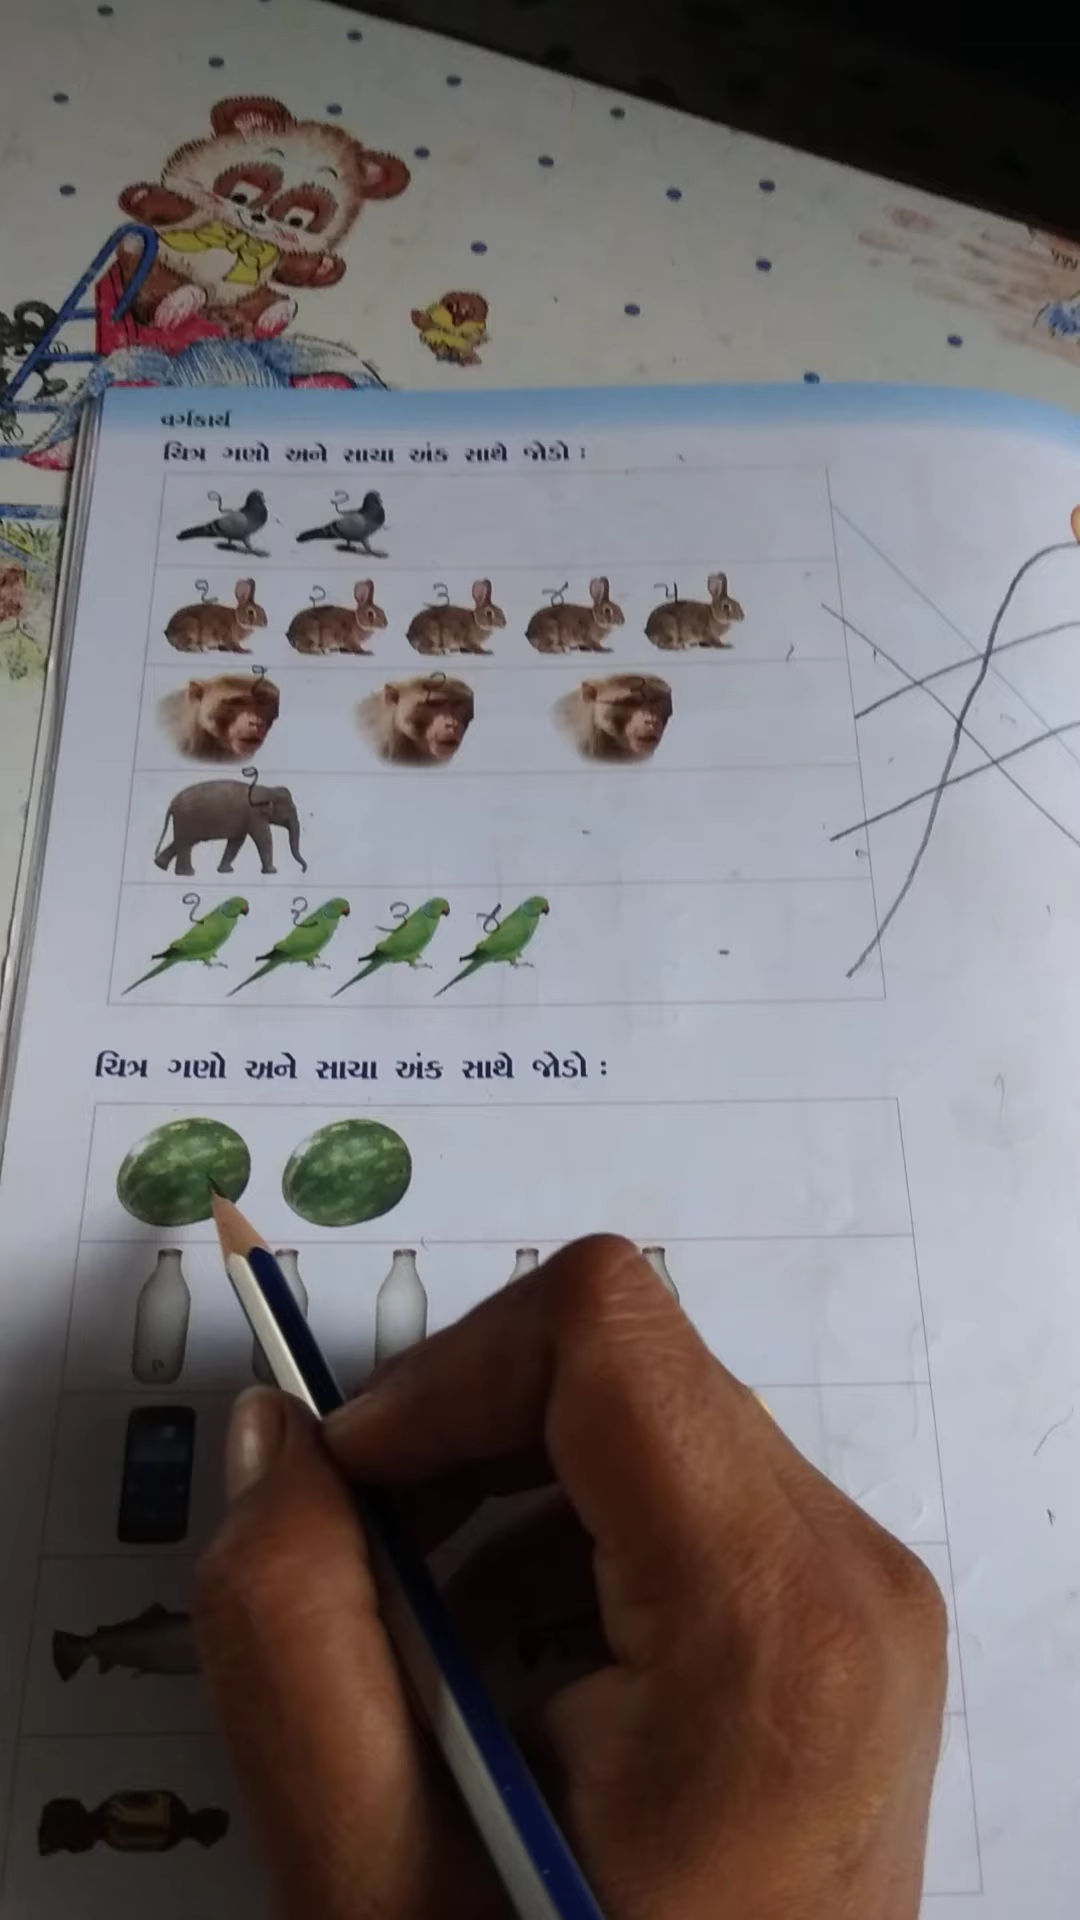 વર્ગકાર્ય
ચિત્ર ગણો અને સાચા અંક સાથે જોડો :
૧ ૨
૧ ૨ ૩ ૪ ૫
૧ ૨ ૩
૧
૧ ૨ ૩ ૪
ચિત્ર ગણો અને સાચા અંક સાથે જોડો :